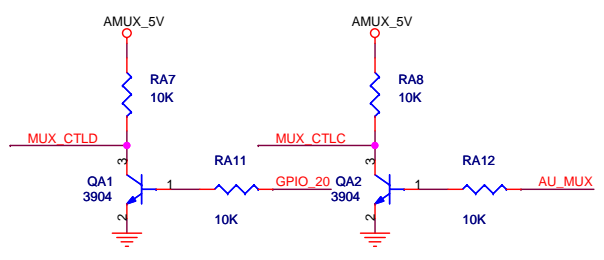 AMUX_5V
AMUX_5V
RA7
10K
RA8
10K
MUX_CTLD
MUX_CTLC
3
3
RA11
RA12
QA1
3904
1
GPIO_20
QA2
3904
1
AU_MUX
2
10K
2
10K